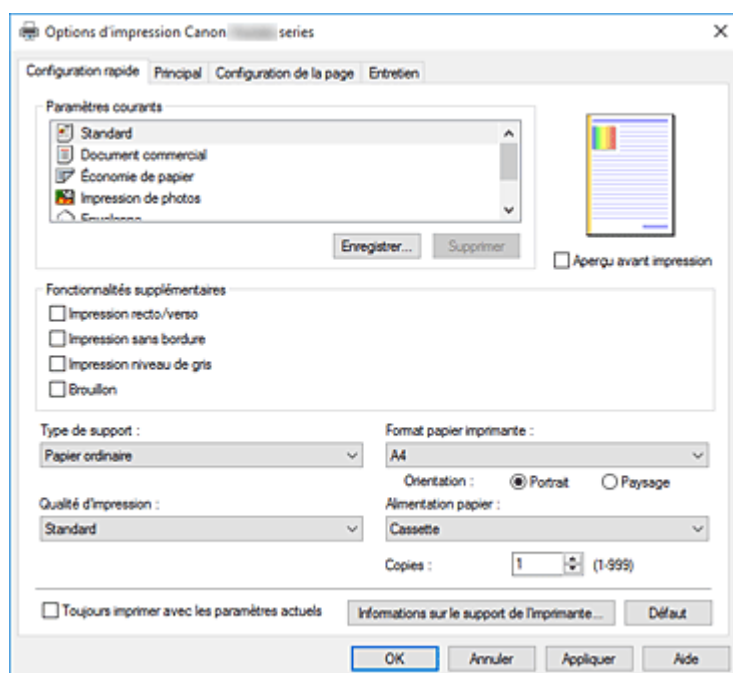 Options d'impression Canon series
Configuration rapide Principal Configuration de la page Entretien
Paramètres courants
Standard
Document commercial
Économie de papier
Impression de photos
Enregistrer... Supprimer
Aperçu avant impression
Fonctionnalités supplémentaires
Impression recto/verso
Impression sans bordure
Impression niveau de gris
Brouillon
Type de support :
Papier ordinaire
Format papier imprimante :
A4
Orientation : Portrait Paysage
Qualité d'impression :
Standard
Alimentation papier :
Cassette
Copies : 1 (1-999)
Toujours imprimer avec les paramètres actuels
Informations sur le support de l'imprimante... Défaut
OK Annuler Appliquer Aide